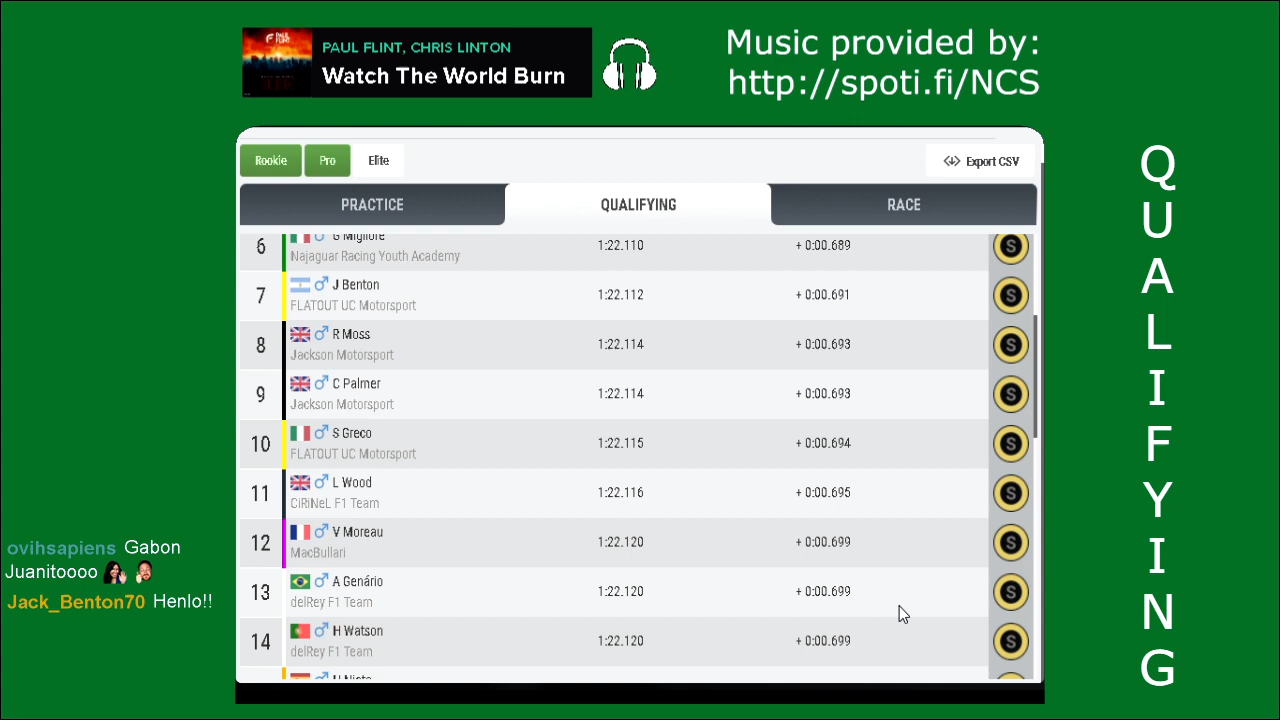 PAUL FLINT, CHRIS LINTON
Watch The World Burn
Music provided by:
http://spoti.fi/NCS
Rookie
Pro
Elite
Export CSV
PRACTICE
QUALIFYING
RACE
6 G Migliore 1:22.110 + 0:00.689 S
Najaguar Racing Youth Academy
7 J Benton 1:22.112 + 0:00.691 S
FLATOUT UC Motorsport
8 R Moss 1:22.114 + 0:00.693 S
Jackson Motorsport
9 C Palmer 1:22.114 + 0:00.693 S
Jackson Motorsport
10 S Greco 1:22.115 + 0:00.694 S
FLATOUT UC Motorsport
11 L Wood 1:22.116 + 0:00.695 S
CiRiNeL F1 Team
12 V Moreau 1:22.120 + 0:00.699 S
MacBullari
13 A Genário 1:22.120 + 0:00.699 S
delRey F1 Team
14 H Watson 1:22.120 + 0:00.699 S
delRey F1 Team
ovihsapiens Gabon
Juanitoooo
Jack_Benton70 Henlo!!
QUALIFYING